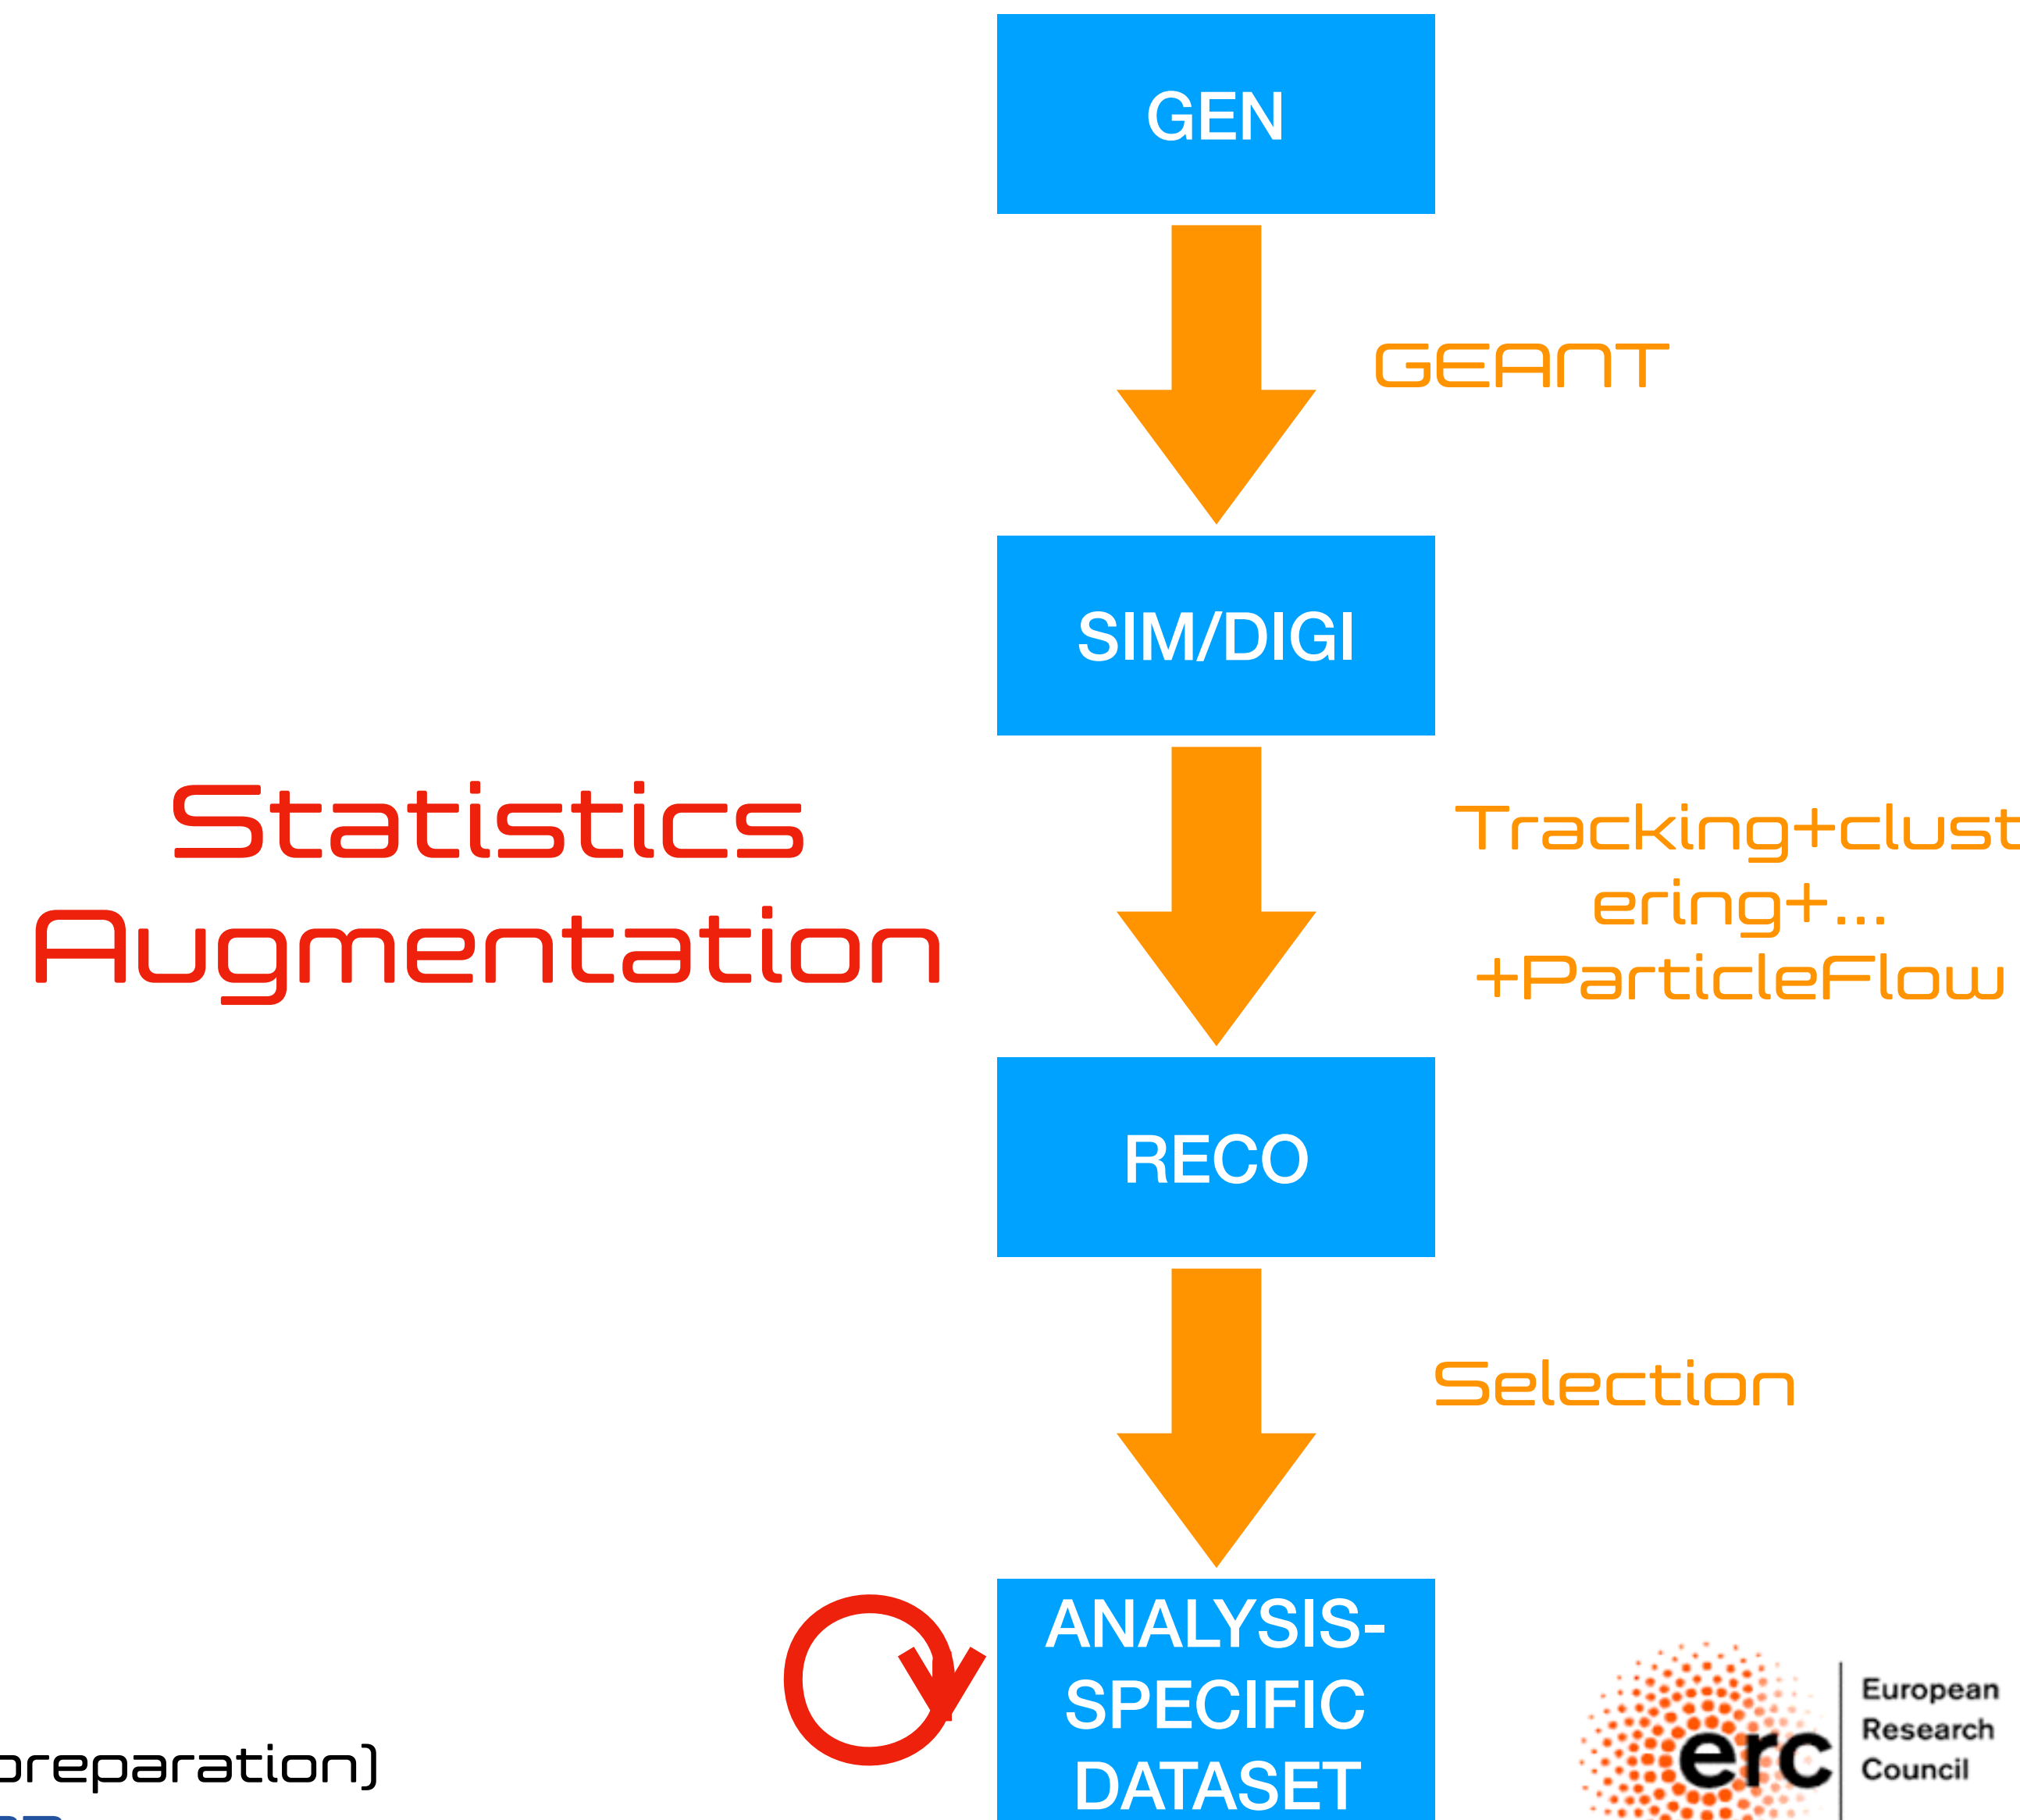 GEN
GEANT
SIM/DIGI
Statistics
Augmentation
Tracking+clust
ering+...
+ParticleFlow
RECO
Selection
ANALYSIS-
SPECIFIC
DATASET
preparation)
erc
European
Research
Council